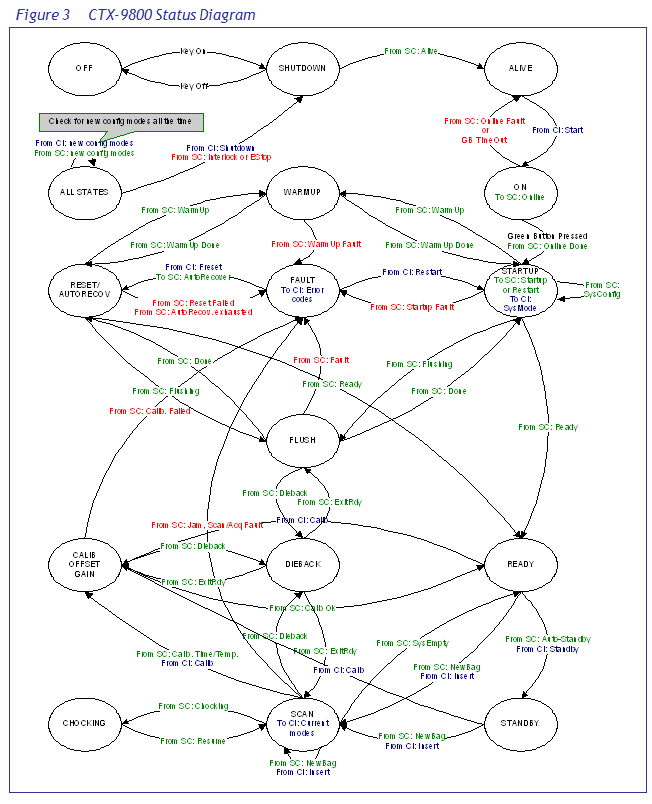 Figure 3 CTX-9800 Status Diagram
OFF
Key On
Key Off
SHUTDOWN
From SC: Alive
ALIVE
Check for new config modes all the time
From CI: new config modes
From SC: new config modes
From CI: Shutdown
From SC: Interlock or EStop
From SC: Online Fault
or
GB TimeOut
From CI: Start
ALL STATES
WARMUP
ON
To SC: Online
From SC: WarmUp
From SC: WarmUp
Green Button Pressed
From SC: Online Done
From SC: WarmUp Done
From SC: WarmUp Fault
From SC: WarmUp Done
RESET/
AUTORECOV
From CI: Preset
To SC: AutoRecover
From SC: Reset Failed
From SC: AutoRecov. exhausted
FAULT
To CI: Error
codes
From CI: Restart
From SC: Startup Fault
STARTUP
To SC: Startup
or Restart
To CI:
SysMode
From SC:
SysConfig
From SC: Done
From SC: Fault
From SC: Flushing
From SC: Ready
From SC: Flushing
From SC: Done
From SC: Calib. Failed
From SC: Ready
FLUSH
From SC: Dieback
From SC: ExitRdy
From SC: Jam, Scan/Acq Fault
From CI: Calib
From SC: Dieback
CALIB
OFFSET
GAIN
DIEBACK
READY
From SC: ExitRdy
From SC: Calib Ok
From SC: Dieback
From SC: ExitRdy
From SC: SysEmpty
From SC: Auto-Standby
From CI: Standby
From SC: Calib. Time/Temp.
From CI: Calib
From CI: Calib
From SC: NewBag
From CI: Insert
CHOCKING
From SC: Chocking
From SC: Resume
SCAN
To CI: Current
modes
STANDBY
From SC: NewBag
From CI: Insert
From SC: NewBag
From CI: Insert